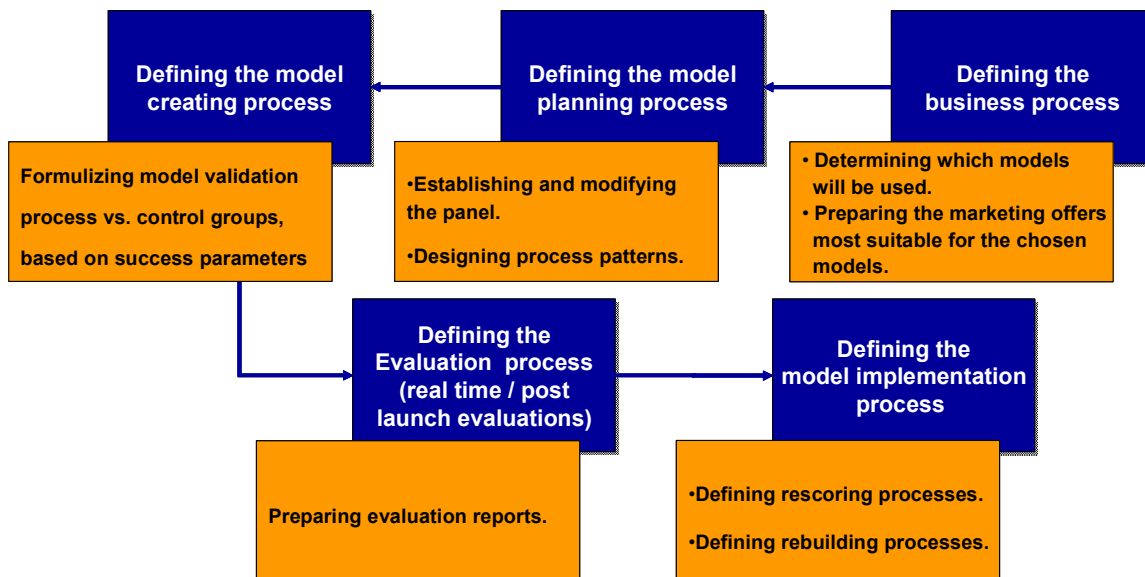 Defining the model
creating process
Formulizing model validation
process vs. control groups,
based on success parameters
Defining the model
planning process
•Establishing and modifying
the panel.
•Designing process patterns.
Defining the
business process
• Determining which models
will be used.
• Preparing the marketing offers
most suitable for the chosen
models.
Defining the
Evaluation process
(real time / post
launch evaluations)
Preparing evaluation reports.
Defining the
model implementation
process
•Defining rescoring processes.
•Defining rebuilding processes.